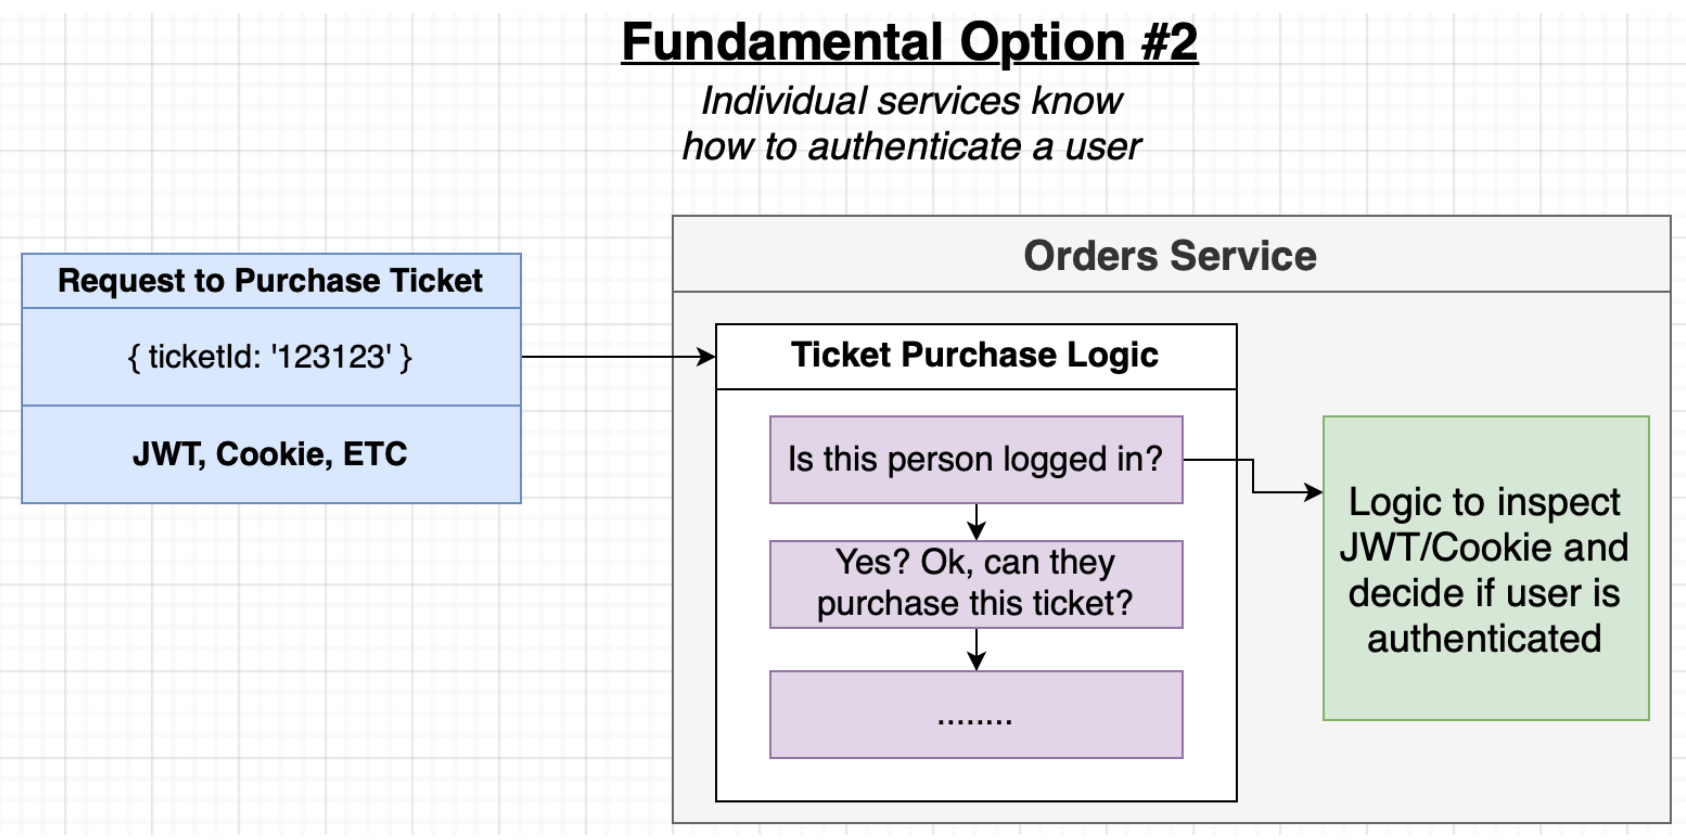 Fundamental Option #2
Individual services know
how to authenticate a user
Request to Purchase Ticket
{ ticketId: '123123' }
JWT, Cookie, ETC
Orders Service
Ticket Purchase Logic
Is this person logged in?
Yes? Ok, can they
purchase this ticket?
........
Logic to inspect
JWT/Cookie and
decide if user is
authenticated